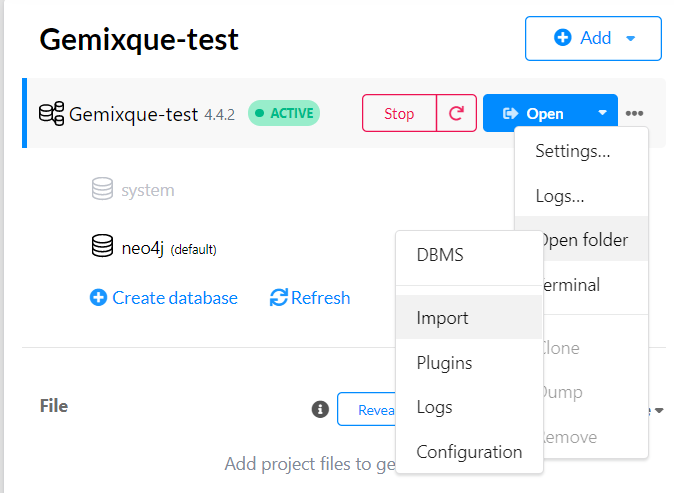 Gemixque-test
Add
Gemixque-test 4.4.2 ACTIVE Stop Open
Settings...
system
Logs...
neo4j (default)
Open folder
DBMS
Terminal
Create database Refresh
Import
Clone
Plugins
Dump
File
Logs
Remove
Configuration
Add project files to ge